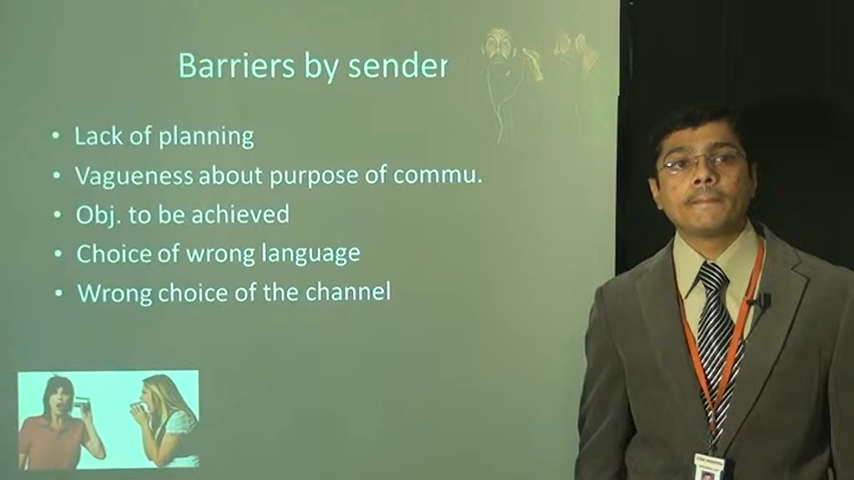 Barriers by sender
• Lack of planning
• Vagueness about purpose of commu.
• Obj. to be achieved
• Choice of wrong language
• Wrong choice of the channel